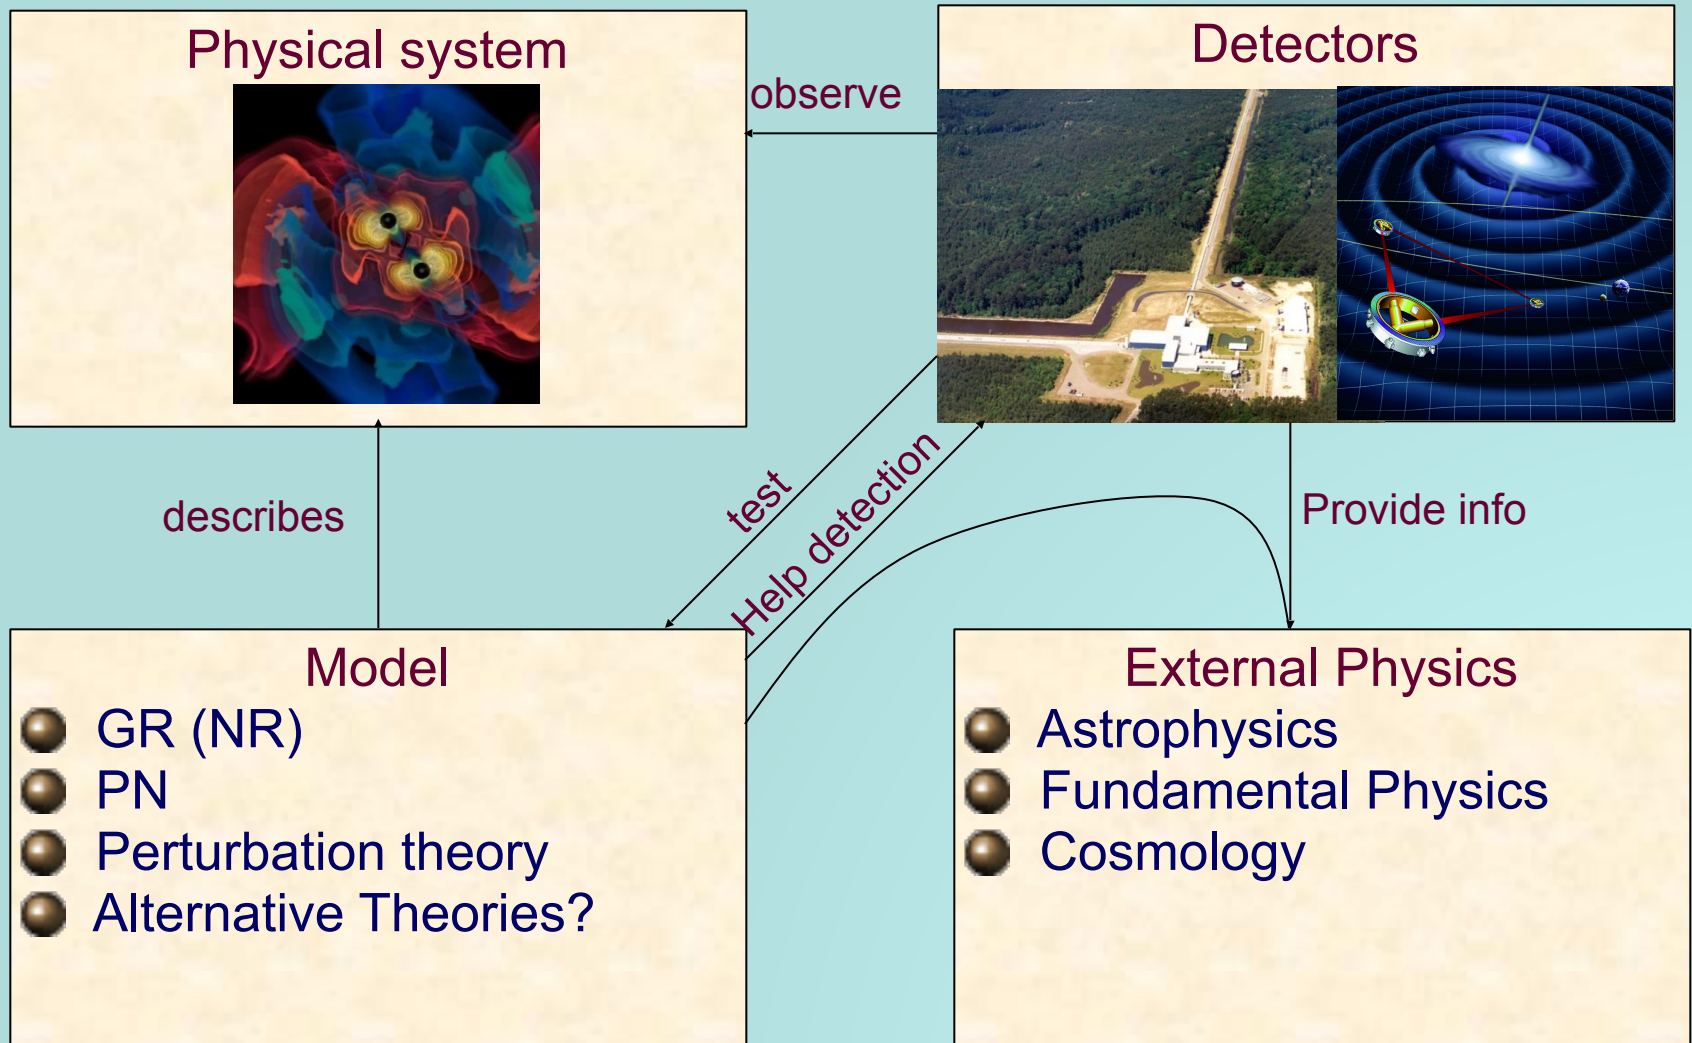 Physical system
Detectors
observe
describes
test
Help detection
Provide info
Model
GR (NR)
PN
Perturbation theory
Alternative Theories?
External Physics
Astrophysics
Fundamental Physics
Cosmology